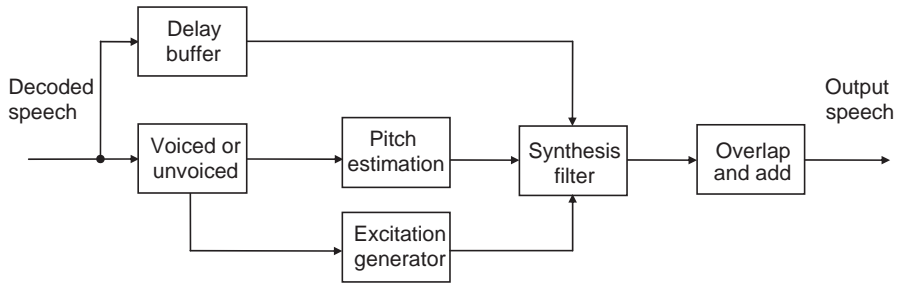 Delay
buffer
Decoded
speech
Output
speech
Voiced or
unvoiced
Pitch
estimation
Synthesis
filter
Overlap
and add
Excitation
generator